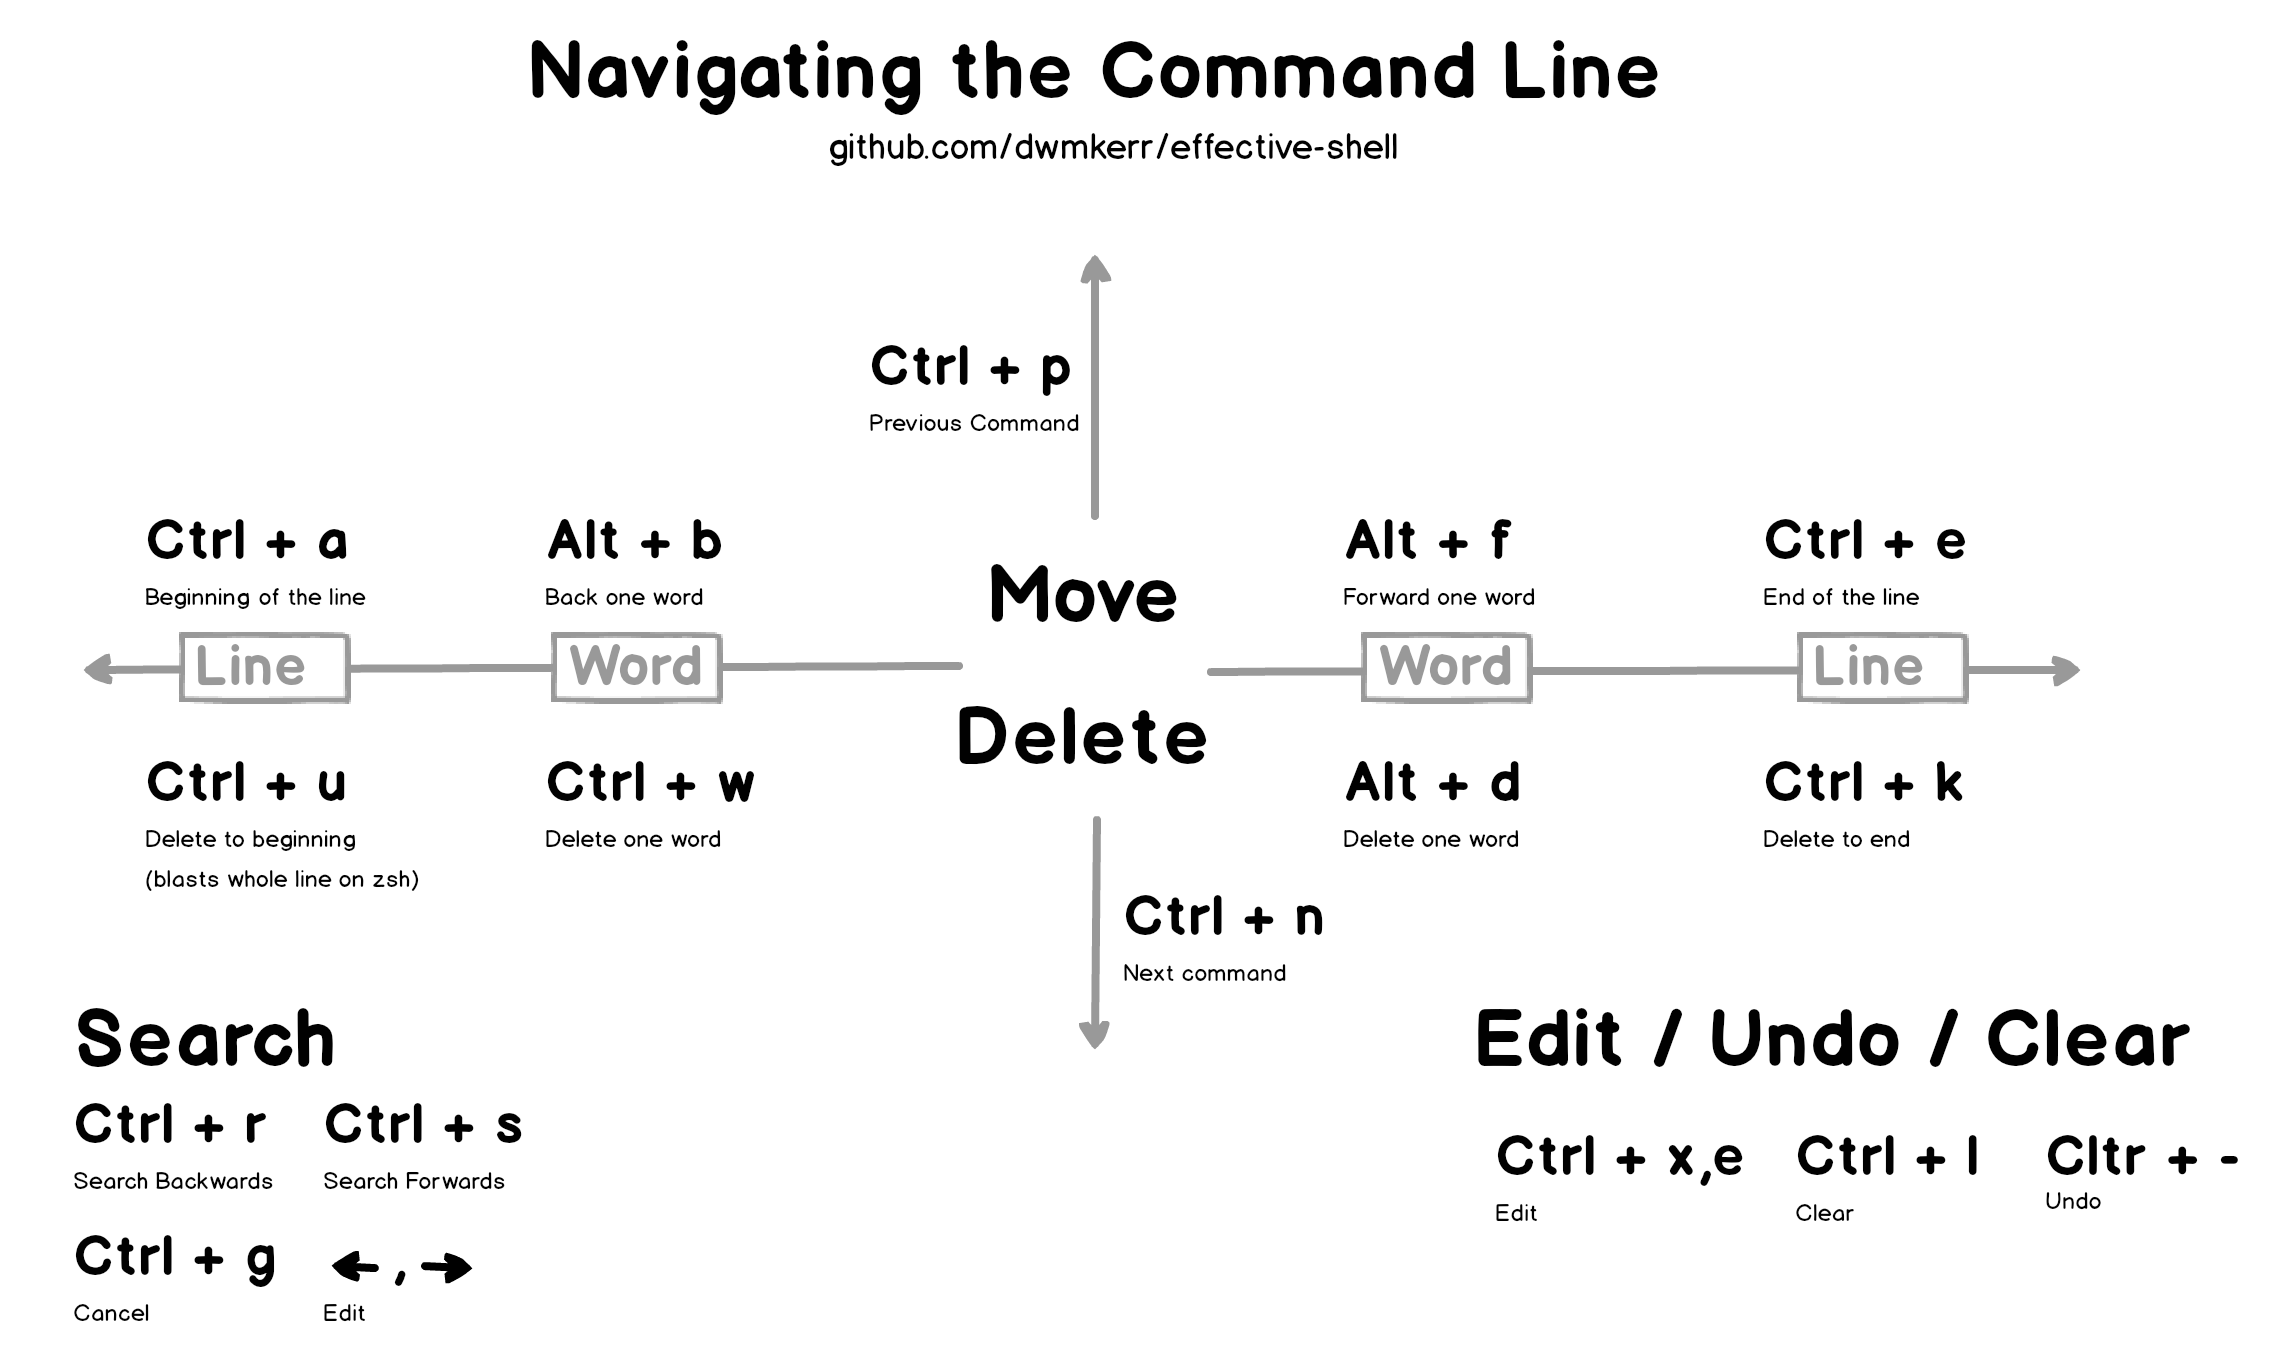 Navigating the Command Line
github.com/dwmkerr/effective-shell
Ctrl + p
Previous Command
Ctrl + a
Beginning of the line
Alt + b
Back one word
Move
Alt + f
Forward one word
Ctrl + e
End of the line
Line
Word
Word
Line
Delete
Ctrl + u
Delete to beginning
(blasts whole line on zsh)
Ctrl + w
Delete one word
Alt + d
Delete one word
Ctrl + k
Delete to end
Ctrl + n
Next command
Search
Ctrl + r
Search Backwards
Ctrl + s
Search Forwards
Ctrl + g
Cancel
← , →
Edit
Edit / Undo / Clear
Ctrl + x,e
Edit
Ctrl + l
Clear
Cltr + -
Undo